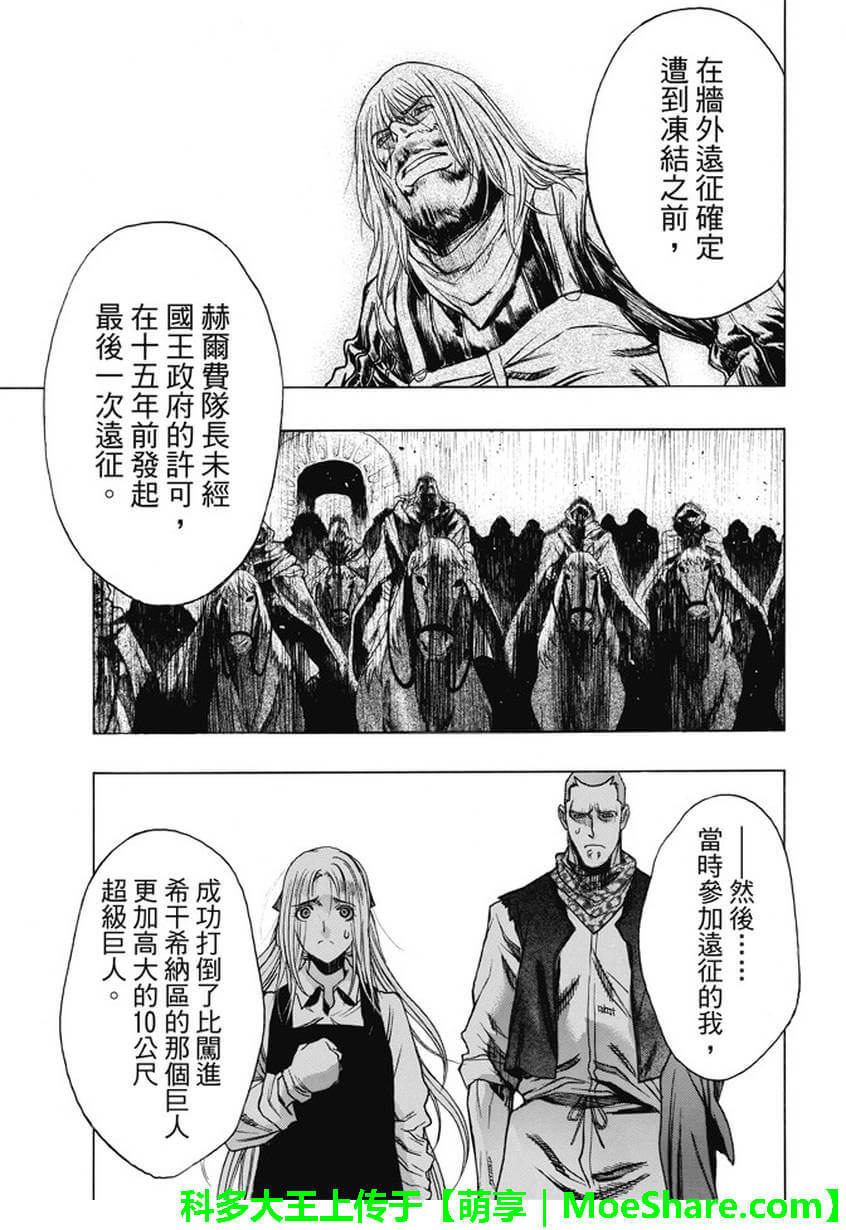 在牆外遠征確定
遭到凍結之前，
赫爾費隊長未經
國王政府的許可，
在十五年前發起
最後一次遠征。
——然後……
當時參加遠征的我，
成功打倒了比闖進
希干希納區的那個巨人
更加高大的10公尺
超級巨人。
科多大王上传于【萌享｜MoeShare.com】